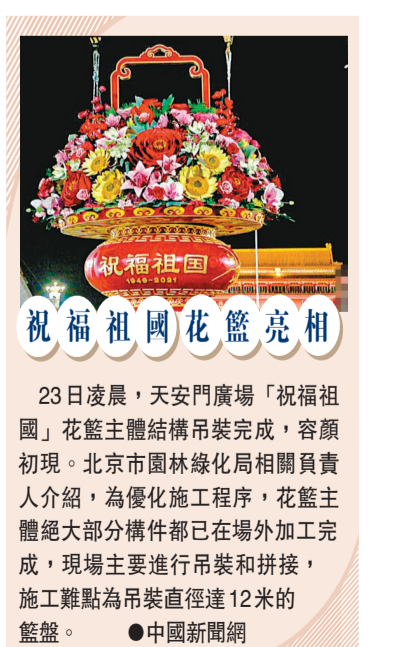 祝福祖国
1949-2021
祝福祖國花籃亮相
23日凌晨，天安門廣場「祝福祖
國」花籃主體結構吊裝完成，容顏
初現。北京市園林綠化局相關負責
人介紹，為優化施工程序，花籃主
體絕大部分構件都已在場外加工完
成，現場主要進行吊裝和拼接，
施工難點為吊裝直徑達12米的
籃盤。 ●中國新聞網